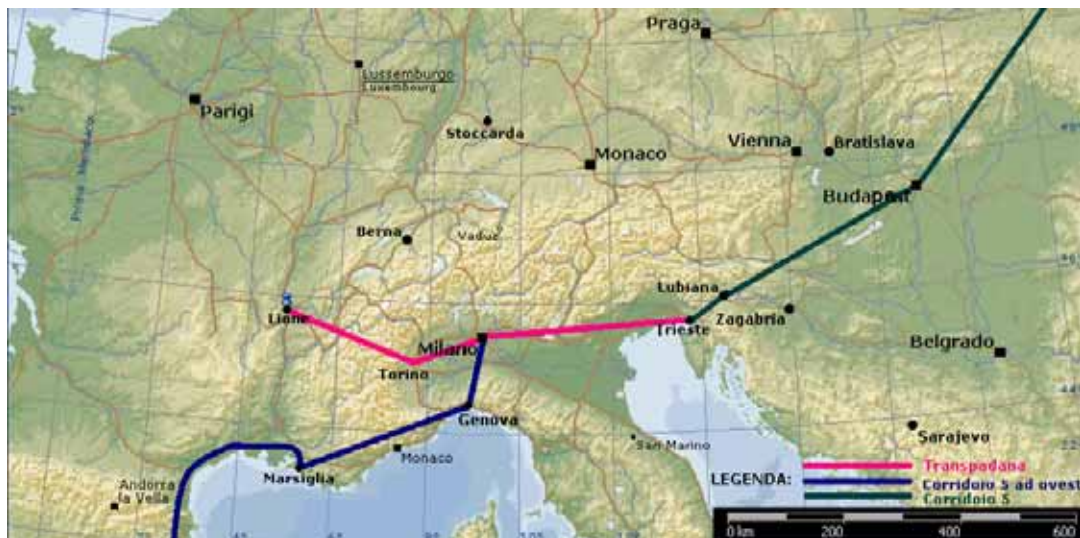 Praga
Lussemburgo
Luxembourg
Parigi
Stoccarda
Vienna
Bratislava
Monaco
Primo Meridiano
Budapest
Berna
Vaduz
Lubiana
Lione
Zagabria
Trieste
Milano
Belgrado
Torino
Genova
Sarajevo
San Marino
Monaco
Marsiglia
Andorra
la Vella
LEGENDA:
Transpadana
Corridoio 5 ad ovest
Corridoio 5
0 km
200
400
600